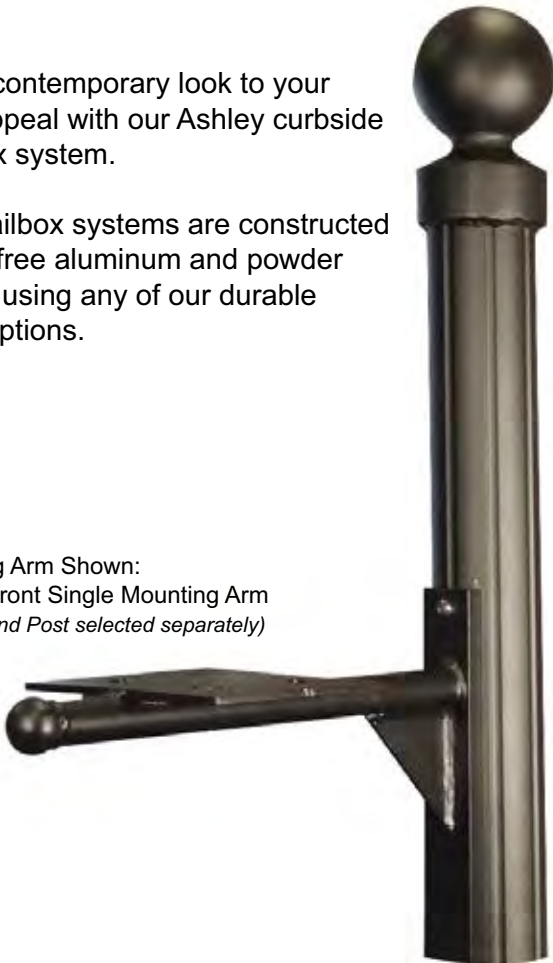 contemporary look to your
ppeal with our Ashley curbside
x system.
ailbox systems are constructed
free aluminum and powder
using any of our durable
ptions.
g Arm Shown:
ront Single Mounting Arm
nd Post selected separately)